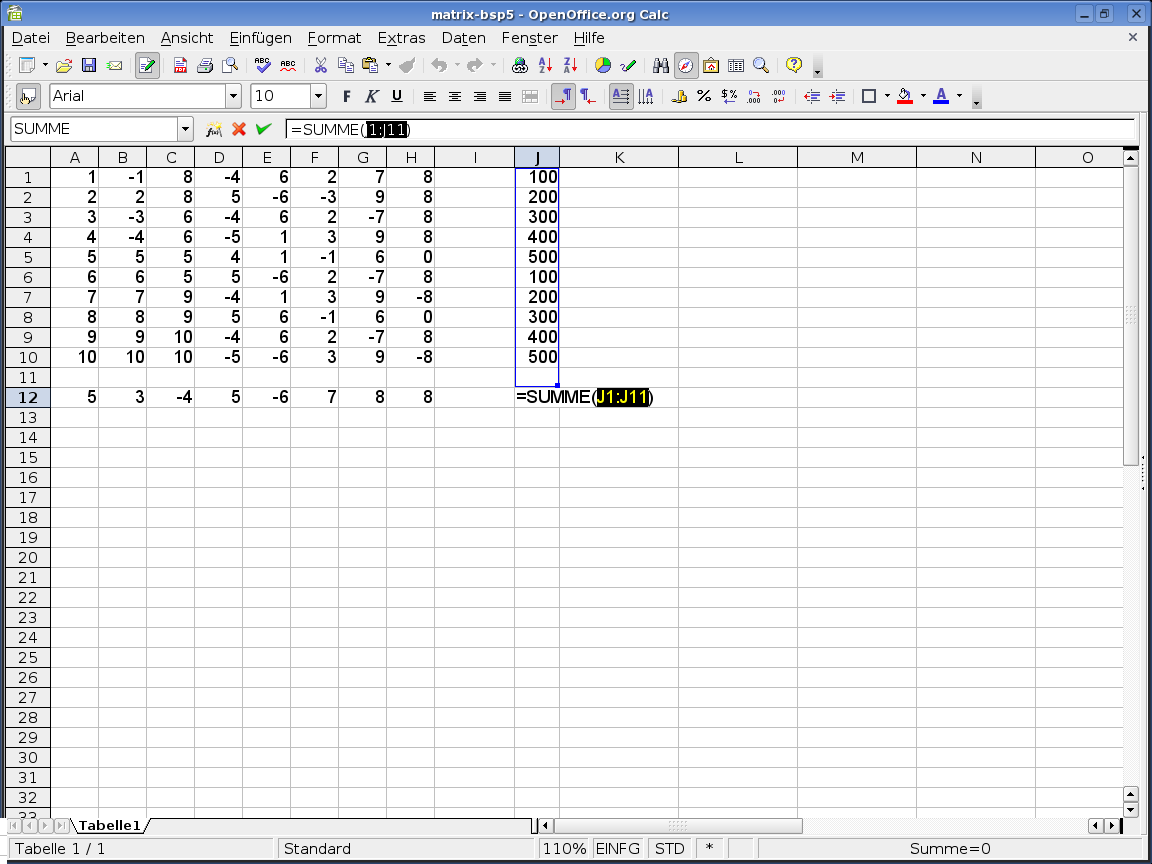 matrix-bsp5 - OpenOffice.org Calc
Datei Bearbeiten Ansicht Einfügen Format Extras Daten Fenster Hilfe
Arial 10 F K U
SUMME =SUMME(J1:J11)
A B C D E F G H I J K L M N O
1 1 -1 8 -4 6 2 7 8 100
2 2 2 8 5 -6 -3 9 8 200
3 3 -3 6 -4 6 2 -7 8 300
4 4 -4 6 -5 1 3 9 8 400
5 5 5 5 4 1 -1 6 0 500
6 6 6 5 5 -6 2 -7 8 100
7 7 7 9 -4 1 3 9 -8 200
8 8 8 9 5 6 -1 6 0 300
9 9 9 10 -4 6 2 -7 8 400
10 10 10 10 -5 -6 3 9 -8 500
11
12 5 3 -4 5 -6 7 8 8 =SUMME(J1:J11)
13
14
15
16
17
18
19
20
21
22
23
24
25
26
27
28
29
30
31
32
33
Tabelle1
Tabelle 1 / 1 Standard 110% EINFG STD * Summe=0